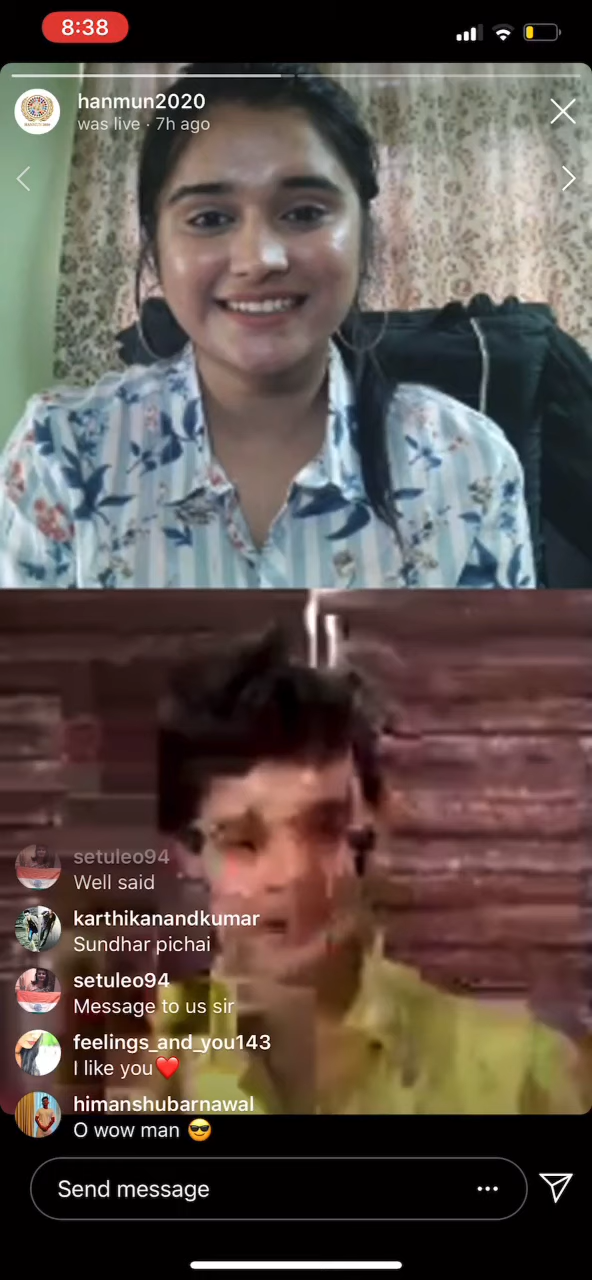 8:38
hanmun2020
was live · 7h ago
setuleo94
Well said
karthikanandkumar
Sundhar pichai
setuleo94
Message to us sir
feelings_and_you143
I like you❤️
himanshubarnawal
O wow man 😎
Send message